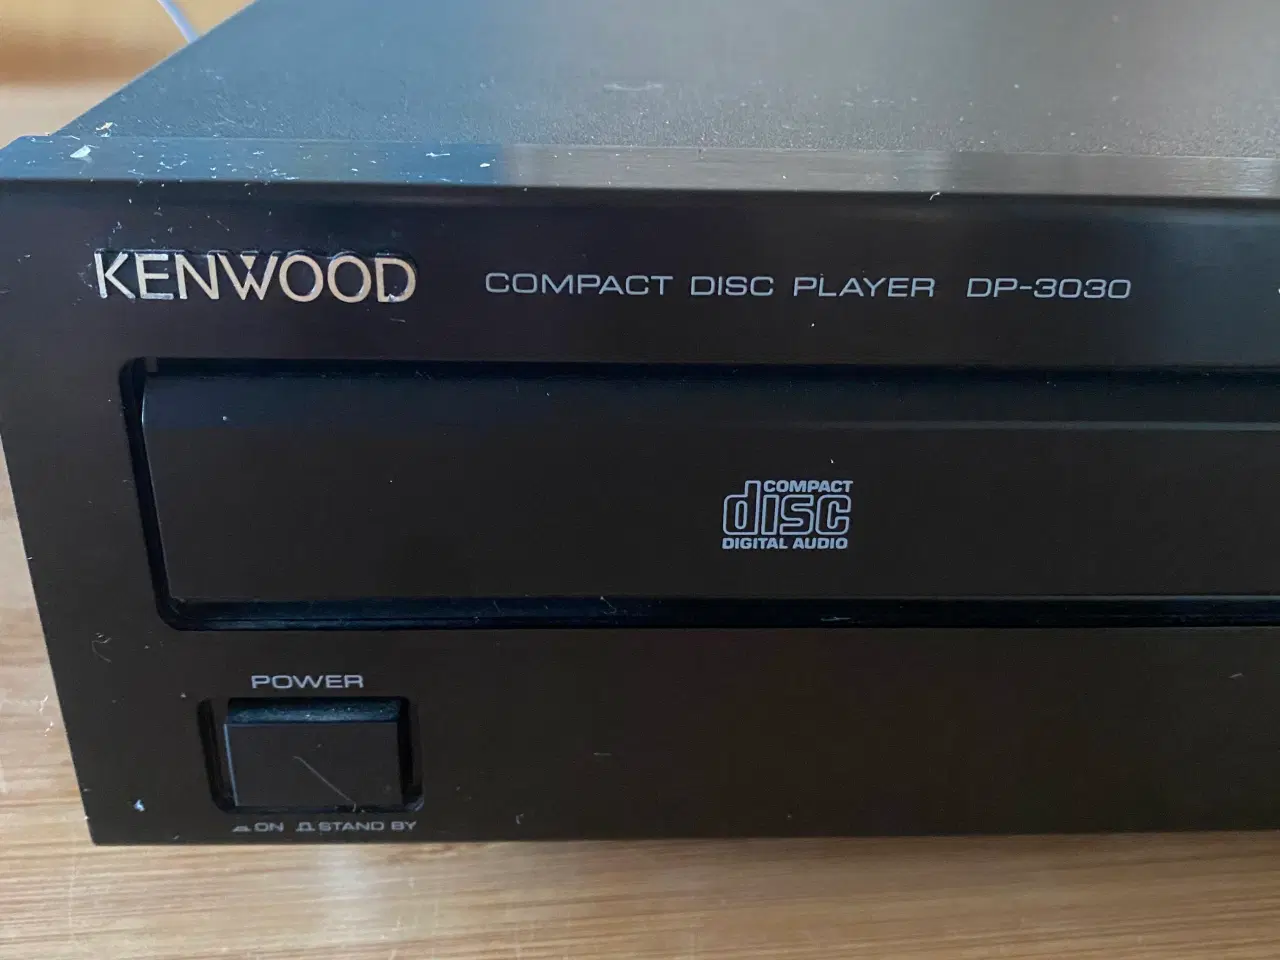 KENWOOD COMPACT DISC PLAYER DP-3030
COMPACT
disc
DIGITAL AUDIO
POWER
ON STAND BY